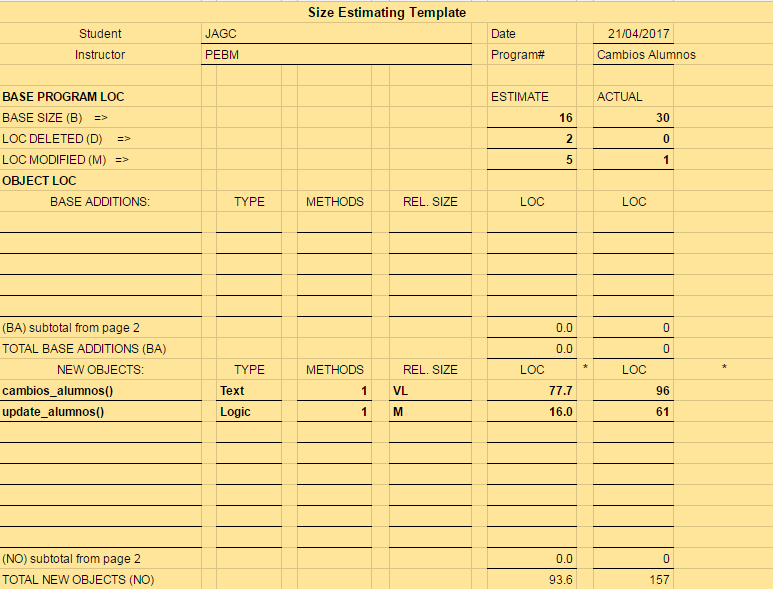 Size Estimating Template
Student JAGC Date 21/04/2017
Instructor PEBM Program# Cambios Alumnos
BASE PROGRAM LOC ESTIMATE ACTUAL
BASE SIZE (B) => 16 30
LOC DELETED (D) => 2 0
LOC MODIFIED (M) => 5 1
OBJECT LOC
BASE ADDITIONS: TYPE METHODS REL. SIZE LOC LOC
(BA) subtotal from page 2 0.0 0
TOTAL BASE ADDITIONS (BA) 0.0 0
NEW OBJECTS: TYPE METHODS REL. SIZE LOC * LOC *
cambios_alumnos() Text 1 VL 77.7 96
update_alumnos() Logic 1 M 16.0 61
(NO) subtotal from page 2 0.0 0
TOTAL NEW OBJECTS (NO) 93.6 157